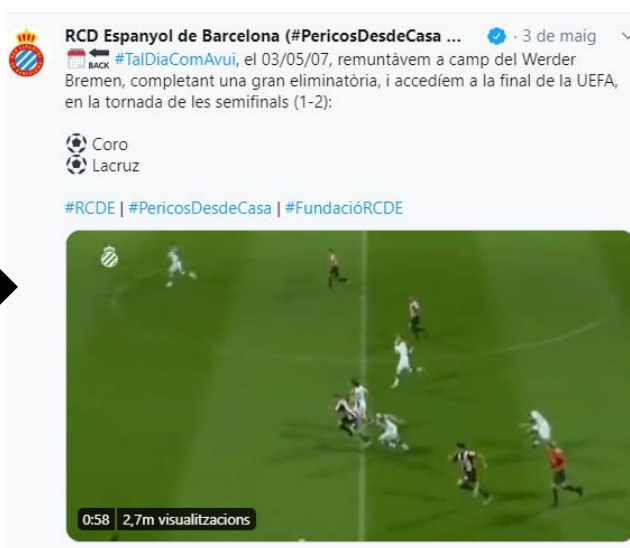 RCD Espanyol de Barcelona (#PericosDesdeCasa ... · 3 de maig
BACK #TalDiaComAvui, el 03/05/07, remuntàvem a camp del Werder
Bremen, completant una gran eliminatòria, i accedíem a la final de la UEFA,
en la tornada de les semifinals (1-2):
Coro
Lacruz
#RCDE | #PericosDesdeCasa | #FundacióRCDE
0:58 2,7m visualitzacions